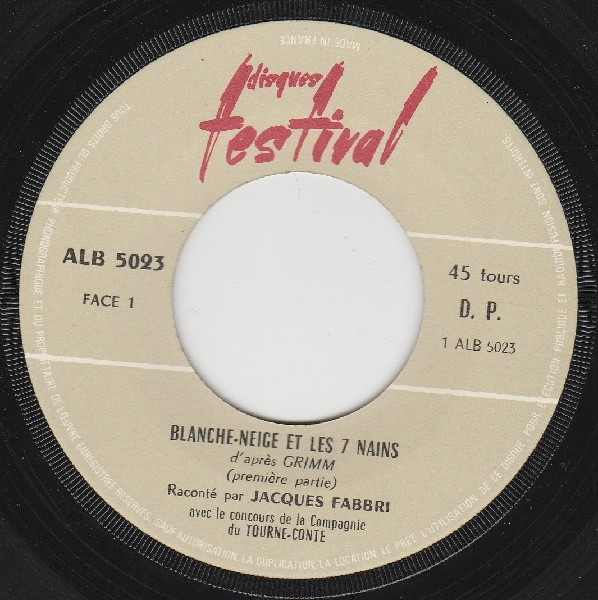 MADE IN FRANCE
disques
festival
ALB 5023
FACE 1
45 tours
D. P.
1 ALB 5023
BLANCHE-NEIGE ET LES 7 NAINS
d'après GRIMM
(première partie)
Raconté par JACQUES FABBRI
avec le concours de la Compagnie
du TOURNE-CONTE
TOUS DROITS DU PRODUCTEUR PHONOGRAPHIQUE ET DU PROPRIÉTAIRE DE L'ŒUVRE ENREGISTRÉE RÉSERVÉS. SAUF AUTORISATION, LA DUPLICATION, LA LOCATION, LE PRÊT, L'UTILISATION DE CE DISQUE POUR EXÉCUTION PUBLIQUE ET RADIODIFFUSION SONT INTERDITS